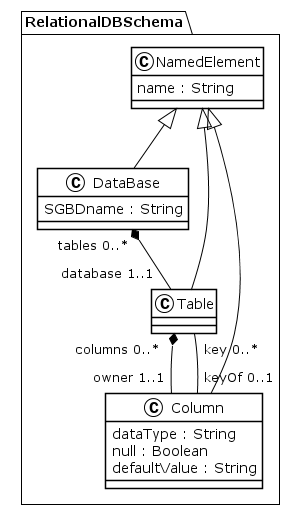 RelationalDBSchema
C NamedElement
name : String
C DataBase
SGBDname : String
tables 0..*
database 1..1
C Table
columns 0..* key 0..*
owner 1..1 keyOf 0..1
C Column
dataType : String
null : Boolean
defaultValue : String